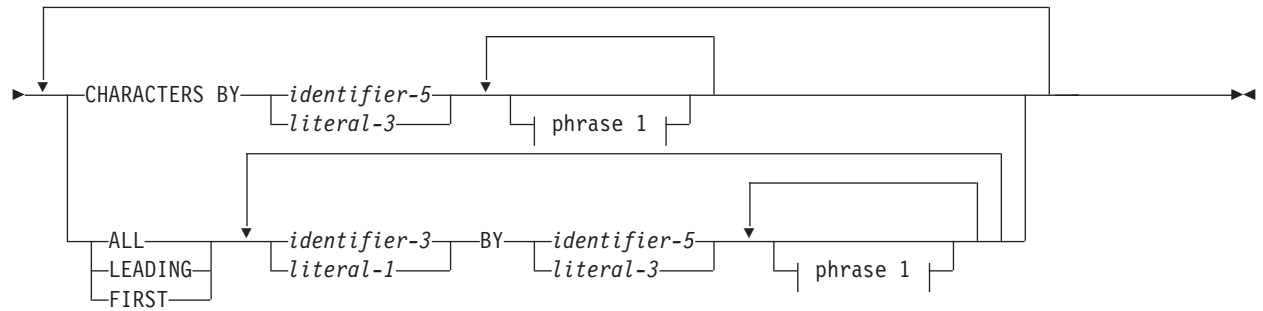 CHARACTERS BY identifier-5
literal-3
phrase 1
ALL identifier-3 BY identifier-5
LEADING literal-1 literal-3
phrase 1
FIRST